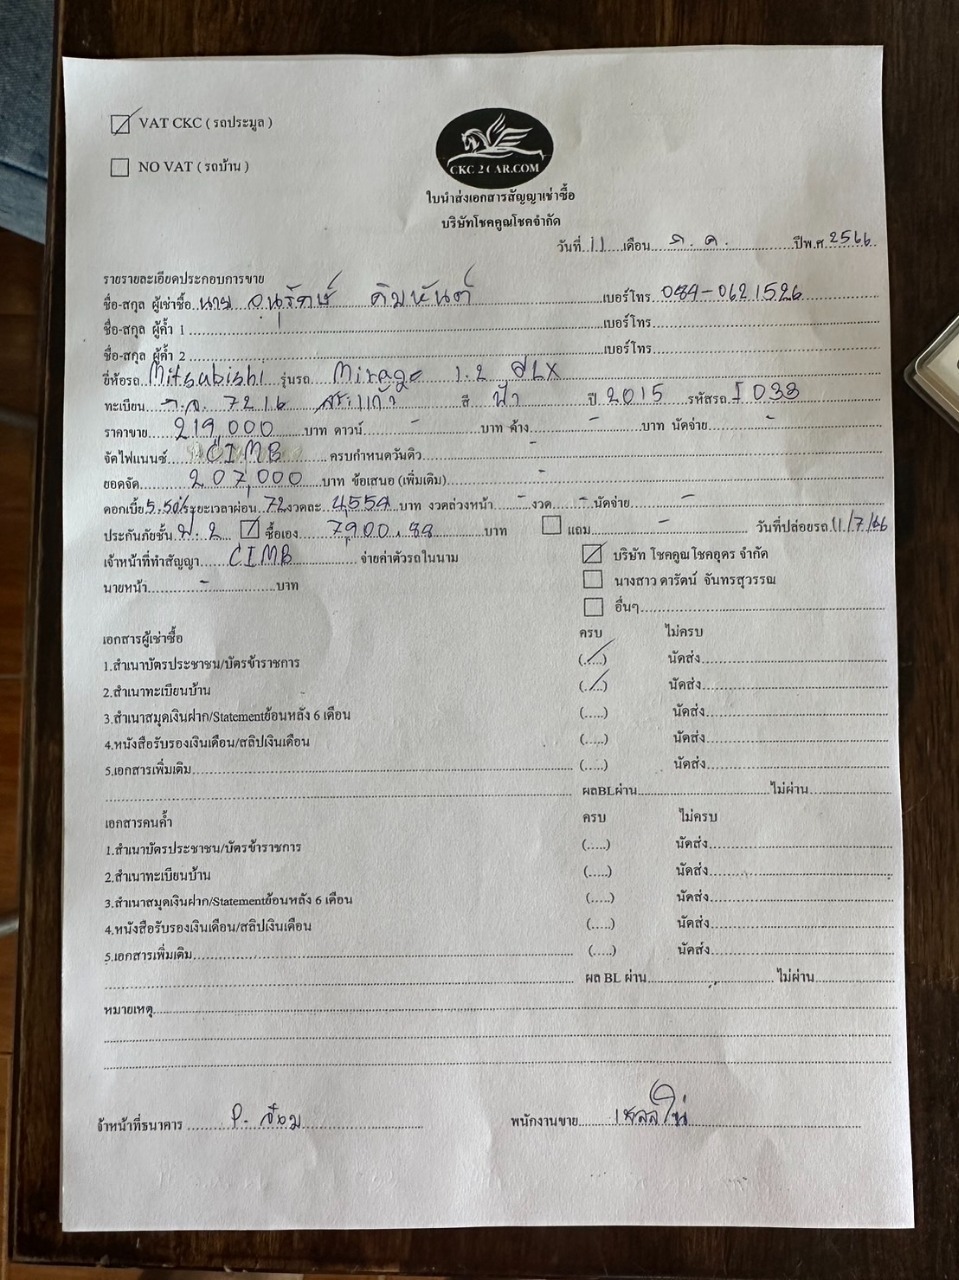 VAT CKC ( รถประมูล )
NO VAT ( รถบ้าน )
CKC 2 CAR.COM
ใบนำส่งเอกสารสัญญาเช่าซื้อ
บริษัทโชคคูณโชคจำกัด
วันที่ 11 เดือน ก.ค. ปีพ.ศ. 2566
รายรายละเอียดประกอบการขาย
ชื่อ-สกุล ผู้เช่าซื้อ นาย อนุรักษ์ คิมหันต์ เบอร์โทร 084-0621526
ชื่อ-สกุล ผู้ค้ำ 1 เบอร์โทร
ชื่อ-สกุล ผู้ค้ำ 2 เบอร์โทร
ยี่ห้อรถ Mitsubishi รุ่นรถ Mirage 1.2 GLX
ทะเบียน 7216 สระแก้ว สี ฟ้า ปี 2015 รหัสรถ I 038
ราคาขาย 219,000 บาท ดาวน์ - บาท ค้าง - บาท นัดจ่าย -
จัดไฟแนนซ์ CIMB ครบกำหนดวันดิว -
ยอดจัด 207,000 บาท ข้อเสนอ (เพิ่มเติม) -
ดอกเบี้ย 5.50% ระยะเวลาผ่อน 72 งวดละ 4,554 บาท งวดล่วงหน้า - งวด - นัดจ่าย -
ประกันภัยชั้น ป.2 ซื้อเอง 7,900.88 บาท แถม - วันที่ปล่อยรถ 11/7/66
เจ้าหน้าที่ทำสัญญา CIMB จ่ายค่าตัวรถในนาม บริษัท โชคคูณโชคอุดร จำกัด
นายหน้า - บาท นางสาว ดารัตน์ จันทรสุวรรณ
อื่นๆ
เอกสารผู้เช่าซื้อ ครบ ไม่ครบ
1.สำเนาบัตรประชาชน/บัตรข้าราชการ (.....) นัดส่ง
2.สำเนาทะเบียนบ้าน (.....) นัดส่ง
3.สำเนาสมุดเงินฝาก/Statementย้อนหลัง 6 เดือน (.....) นัดส่ง
4.หนังสือรับรองเงินเดือน/สลิปเงินเดือน (.....) นัดส่ง
5.เอกสารเพิ่มเติม (.....) นัดส่ง
ผลBLผ่าน ไม่ผ่าน
เอกสารคนค้ำ ครบ ไม่ครบ
1.สำเนาบัตรประชาชน/บัตรข้าราชการ (.....) นัดส่ง
2.สำเนาทะเบียนบ้าน (.....) นัดส่ง
3.สำเนาสมุดเงินฝาก/Statementย้อนหลัง 6 เดือน (.....) นัดส่ง
4.หนังสือรับรองเงินเดือน/สลิปเงินเดือน (.....) นัดส่ง
5.เอกสารเพิ่มเติม (.....) นัดส่ง
ผล BL ผ่าน ไม่ผ่าน
หมายเหตุ
จ้าหน้าที่ธนาคาร พนักงานขาย